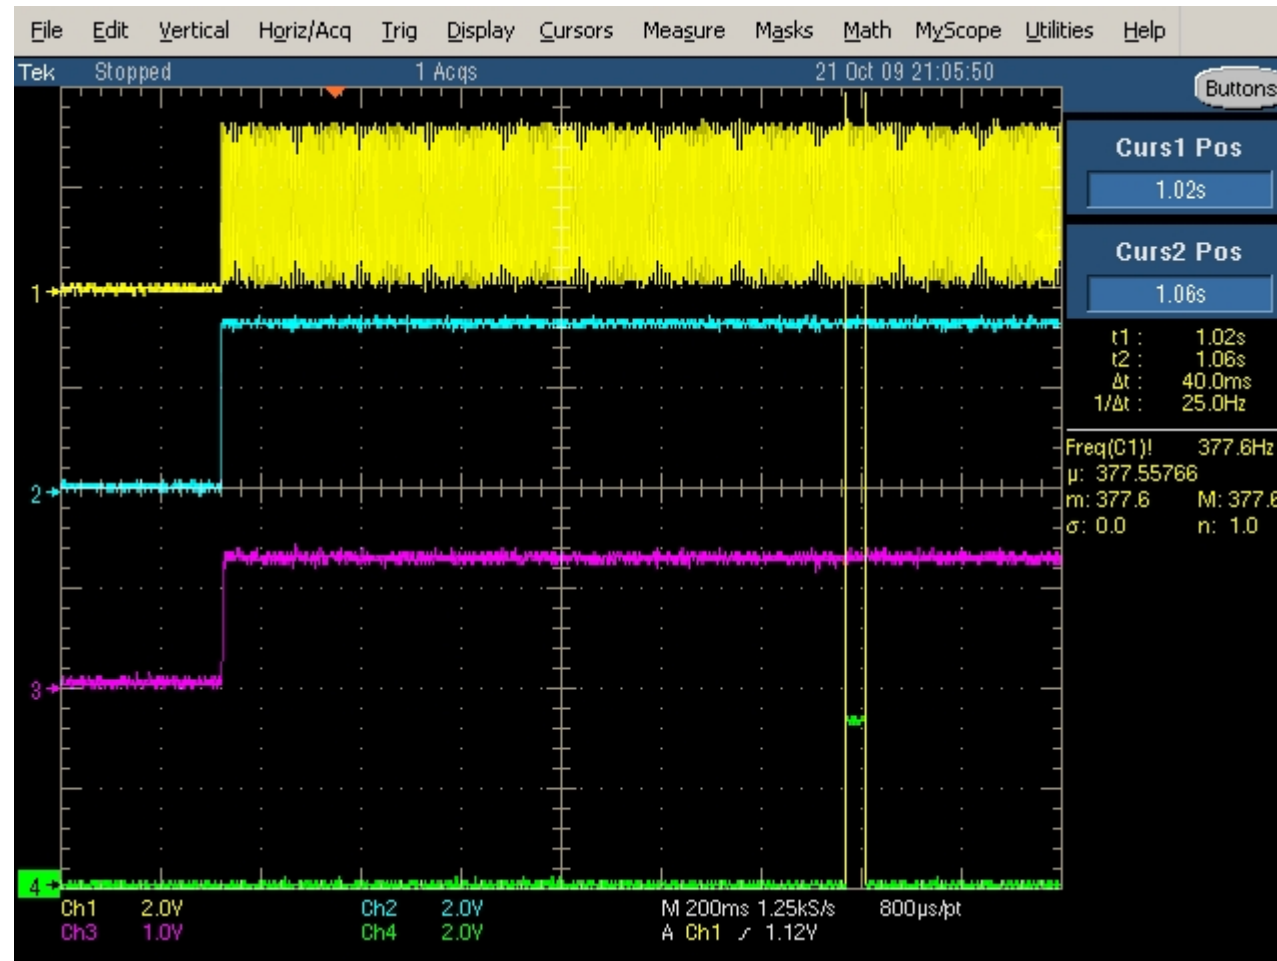 File Edit Vertical Horiz/Acq Trig Display Cursors Measure Masks Math MyScope Utilities Help
Tek Stopped 1 Acqs 21 Oct 09 21:05:50
Buttons
Curs1 Pos
1.02s
Curs2 Pos
1.06s
t1 : 1.02s
t2 : 1.06s
Δt : 40.0ms
1/Δt : 25.0Hz
Freq(C1)! 377.6Hz
µ: 377.55766
m: 377.6 M: 377.6
σ: 0.0 n: 1.0
1
2
3
4
Ch1 2.0V Ch2 2.0V M 200ms 1.25kS/s 800µs/pt
Ch3 1.0V Ch4 2.0V A Ch1 / 1.12V